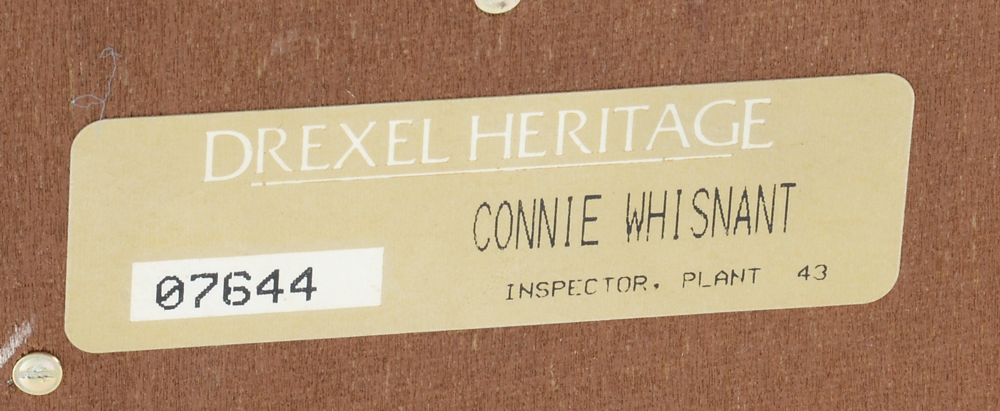 DREXEL HERITAGE
CONNIE WHISNANT
07644
INSPECTOR. PLANT 43